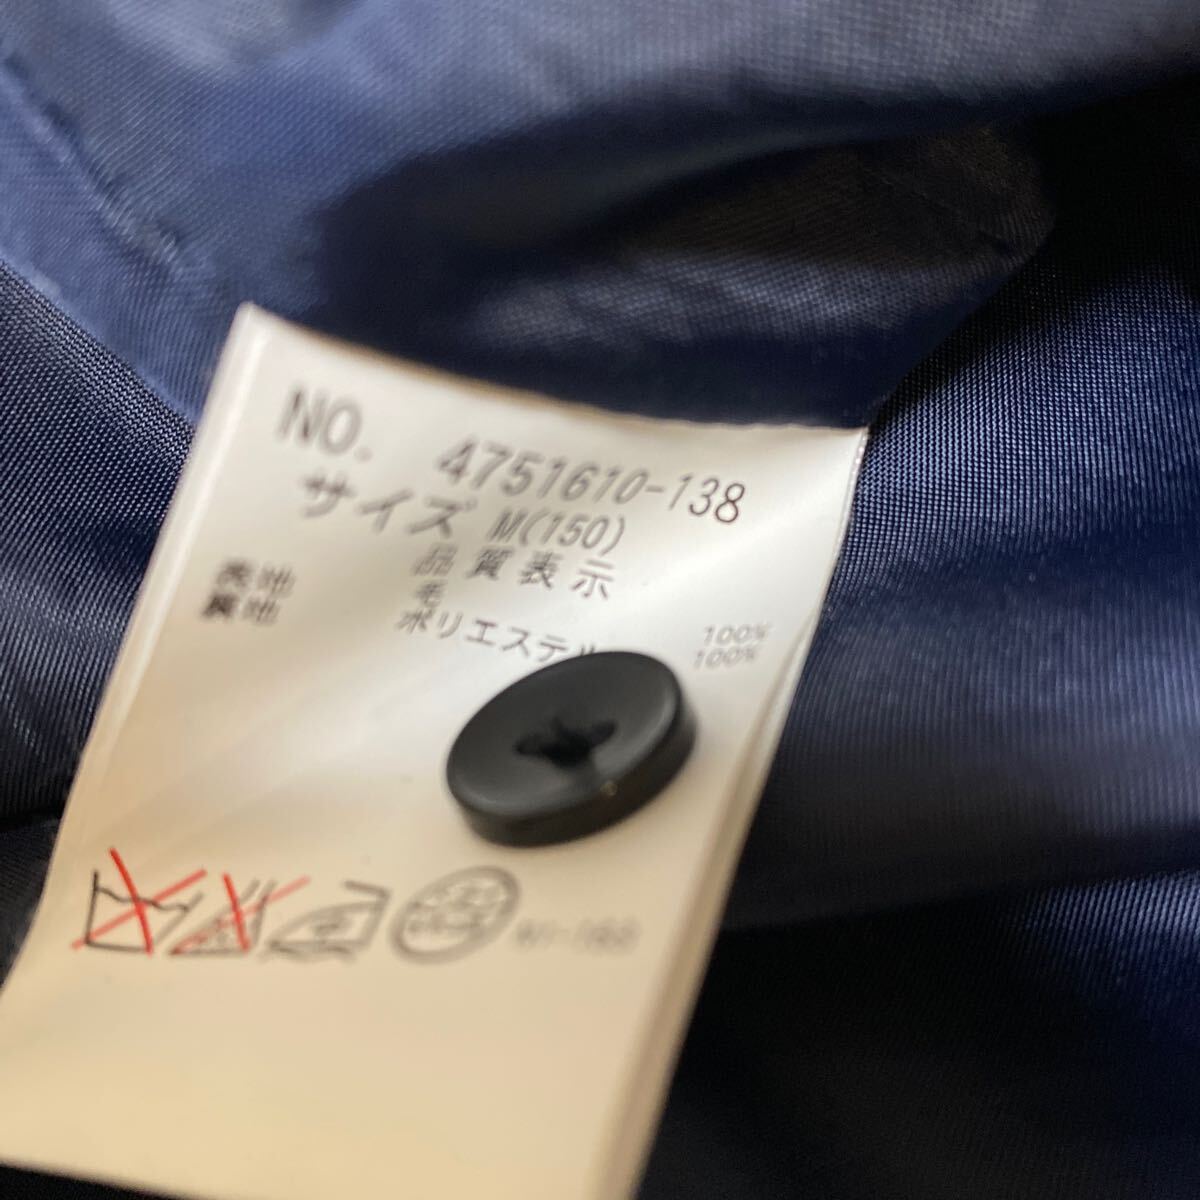 NO. 4751610-138
サイズ M(150)
品質表示
表地 毛 100%
裏地 ポリエステル 100%